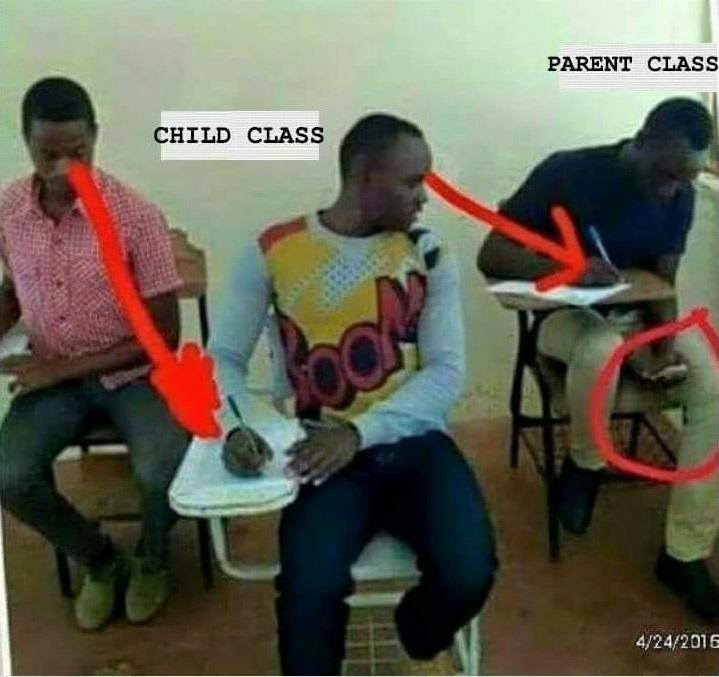 PARENT CLASS
CHILD CLASS
BOOM
4/24/2016